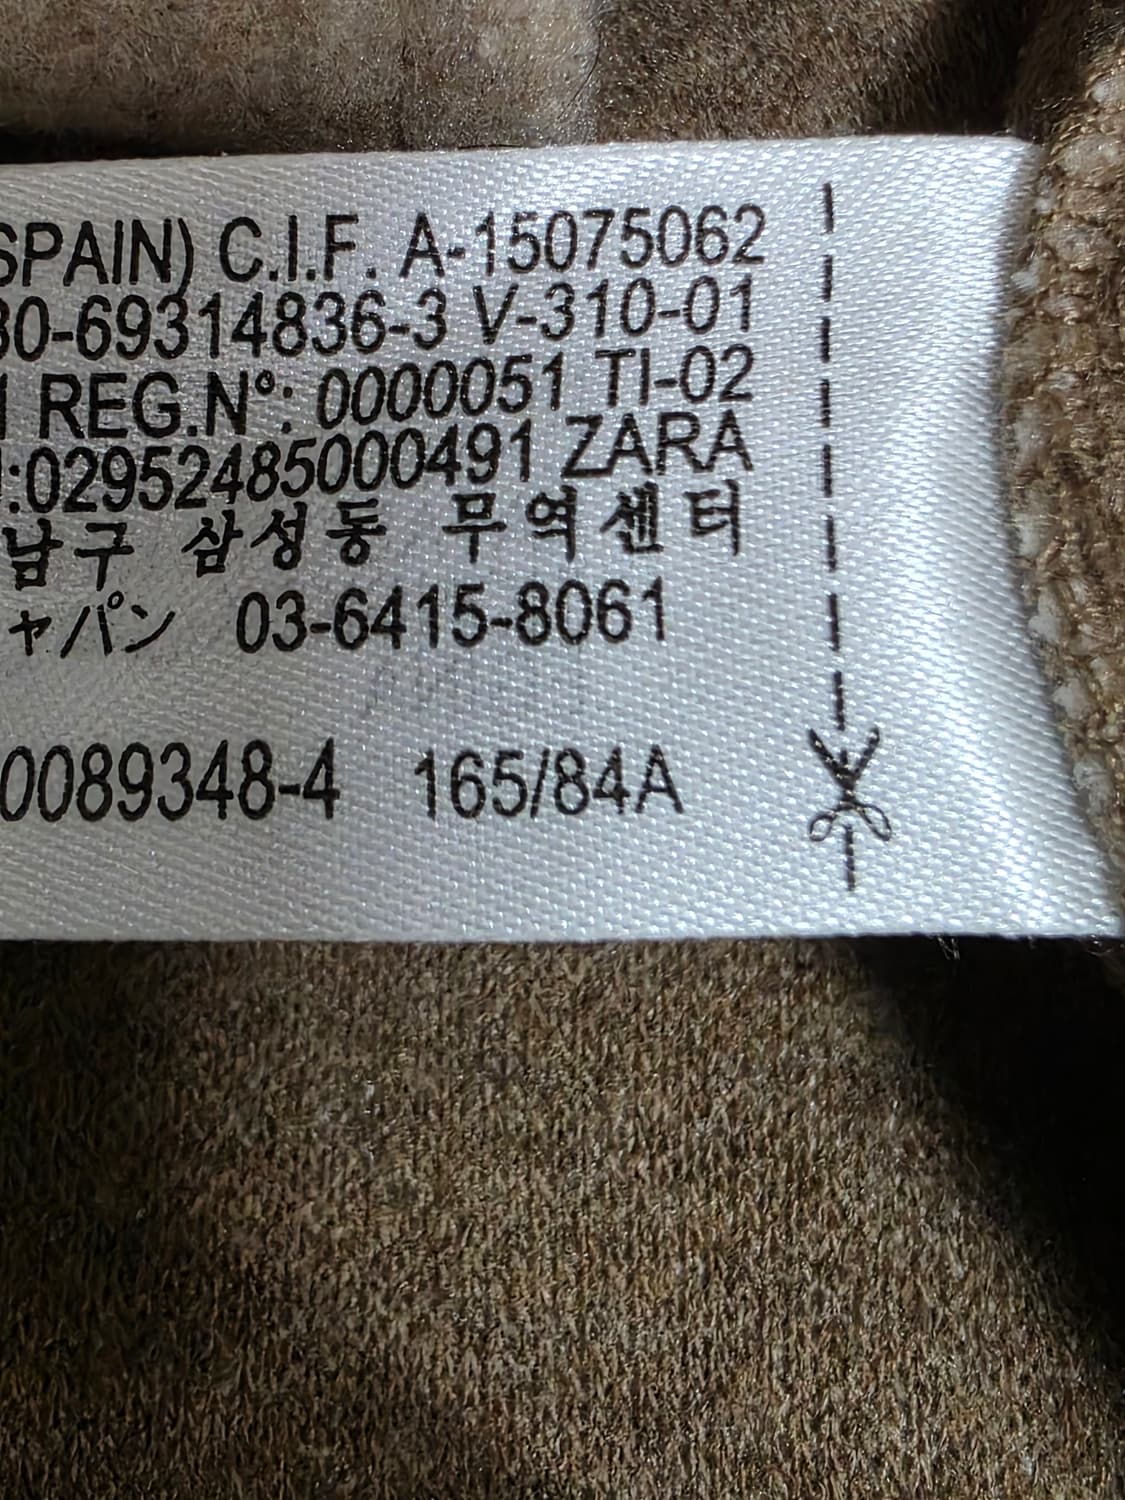 SPAIN) C.I.F. A-15075062
30-69314836-3 V-310-01
REG.N°: 0000051 TI-02
:02952485000491 ZARA
남구 삼성동 무역센터
ャパン 03-6415-8061
0089348-4 165/84A